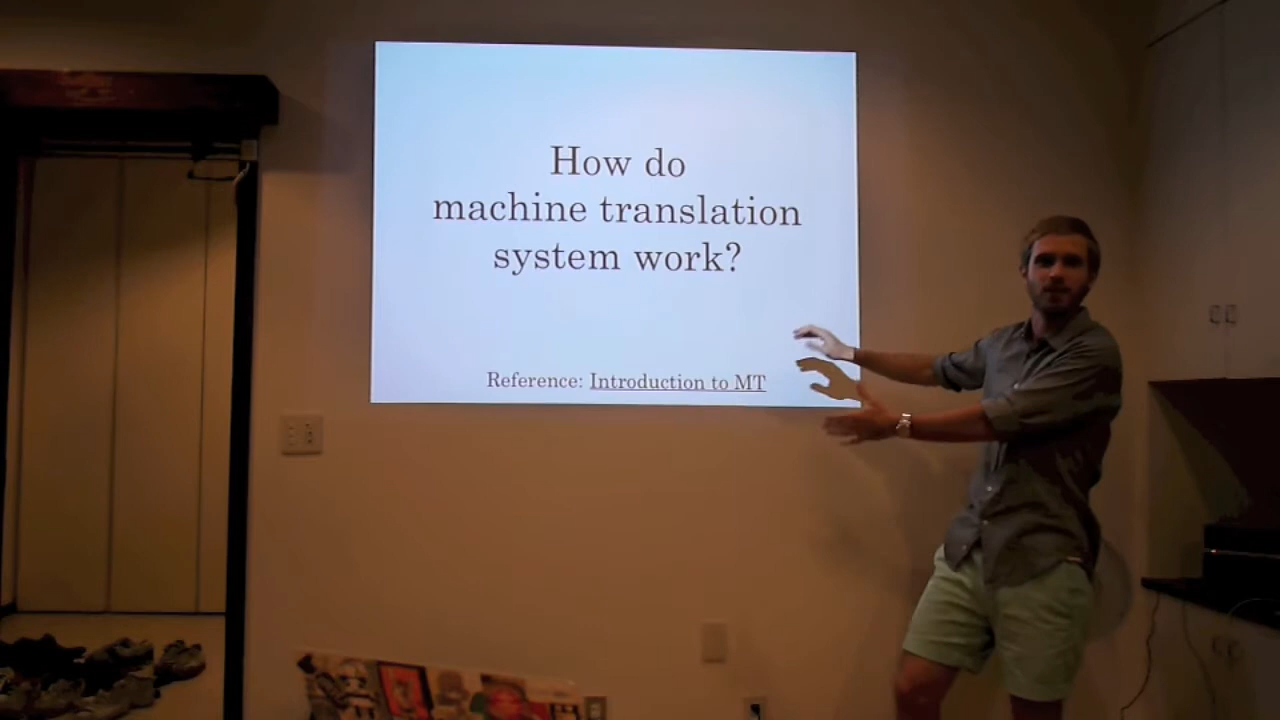 How do
machine translation
system work?
Reference: Introduction to MT